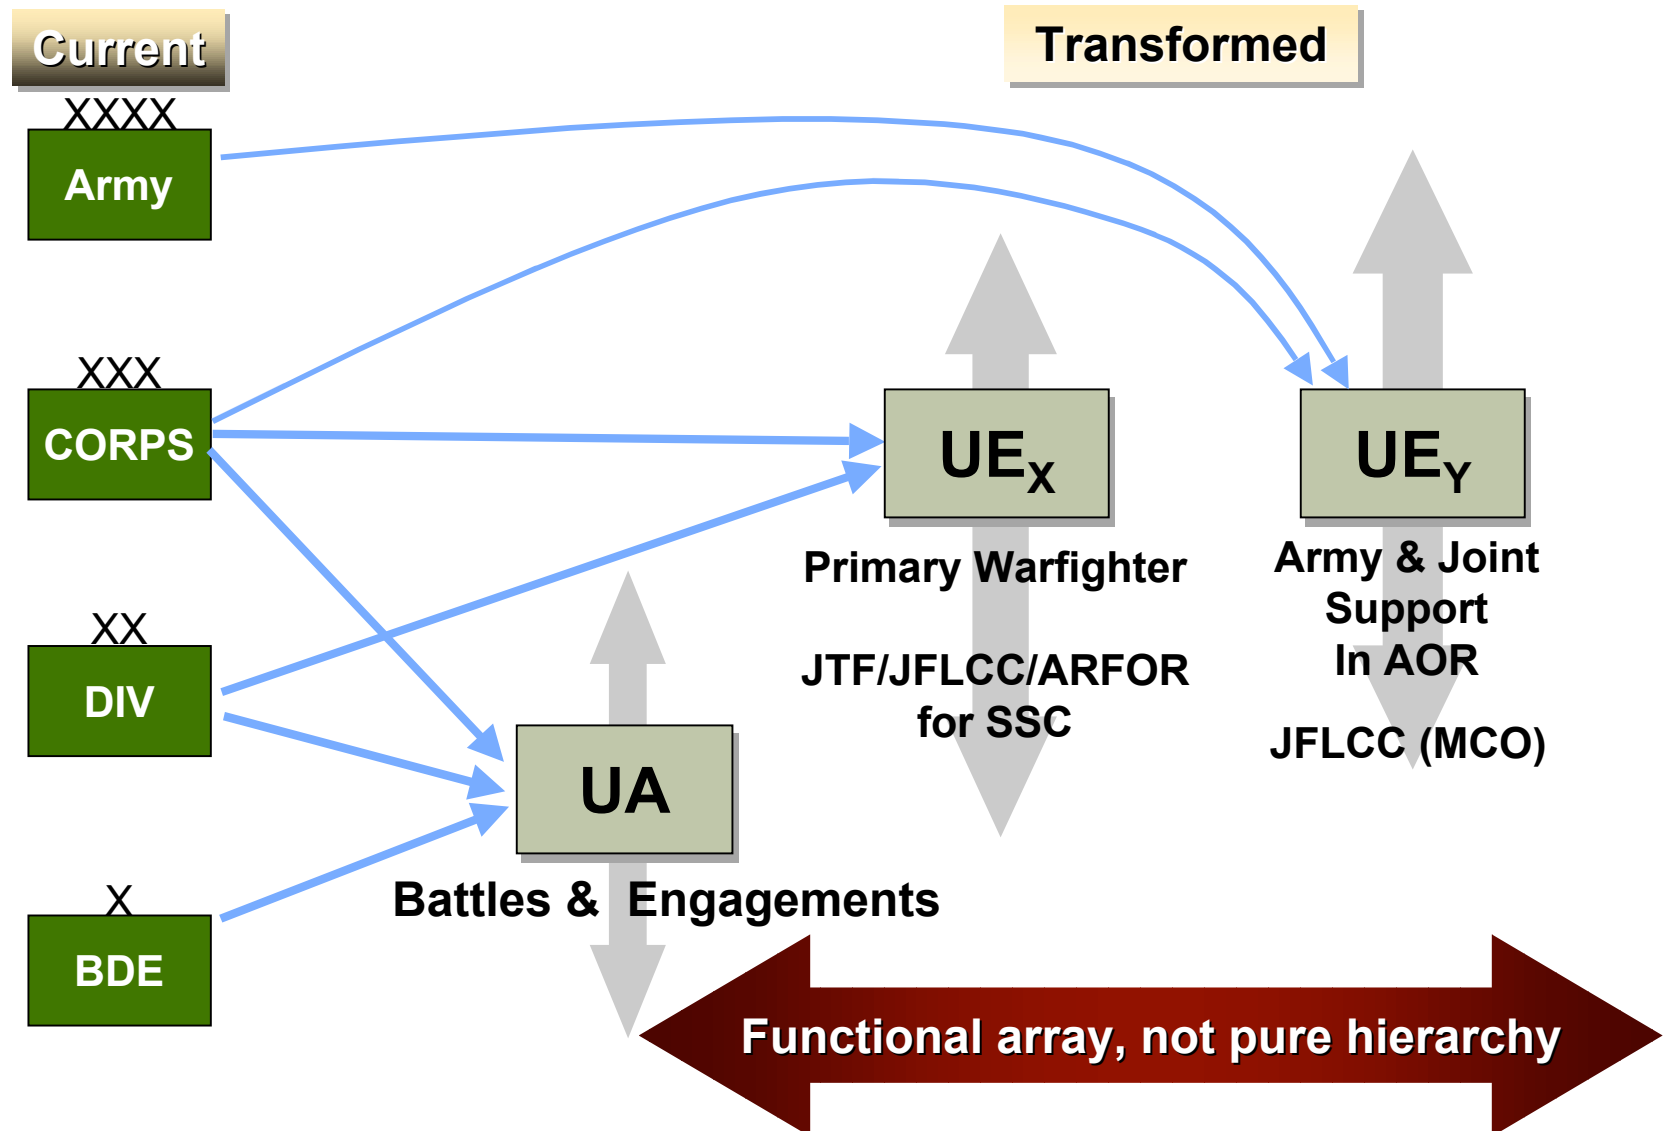 Current
Transformed
XXXX
Army
XXX
CORPS
XX
DIV
X
BDE
UA
Battles & Engagements
UEX
Primary Warfighter
JTF/JFLCC/ARFOR
for SSC
UEY
Army & Joint
Support
In AOR
JFLCC (MCO)
Functional array, not pure hierarchy